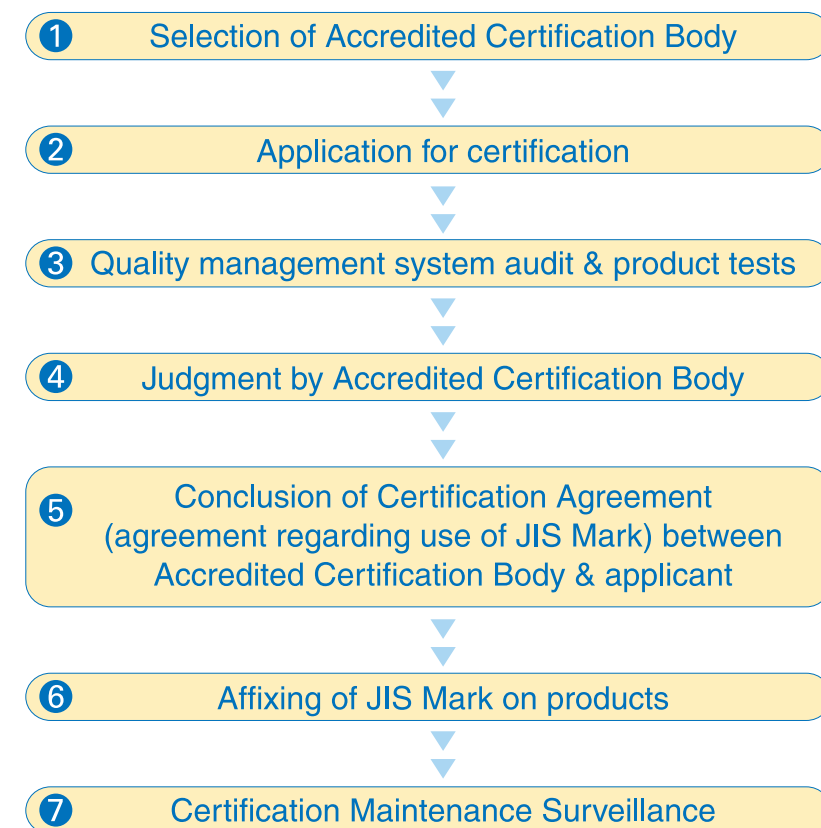 1 Selection of Accredited Certification Body
2 Application for certification
3 Quality management system audit & product tests
4 Judgment by Accredited Certification Body
5 Conclusion of Certification Agreement
(agreement regarding use of JIS Mark) between
Accredited Certification Body & applicant
6 Affixing of JIS Mark on products
7 Certification Maintenance Surveillance